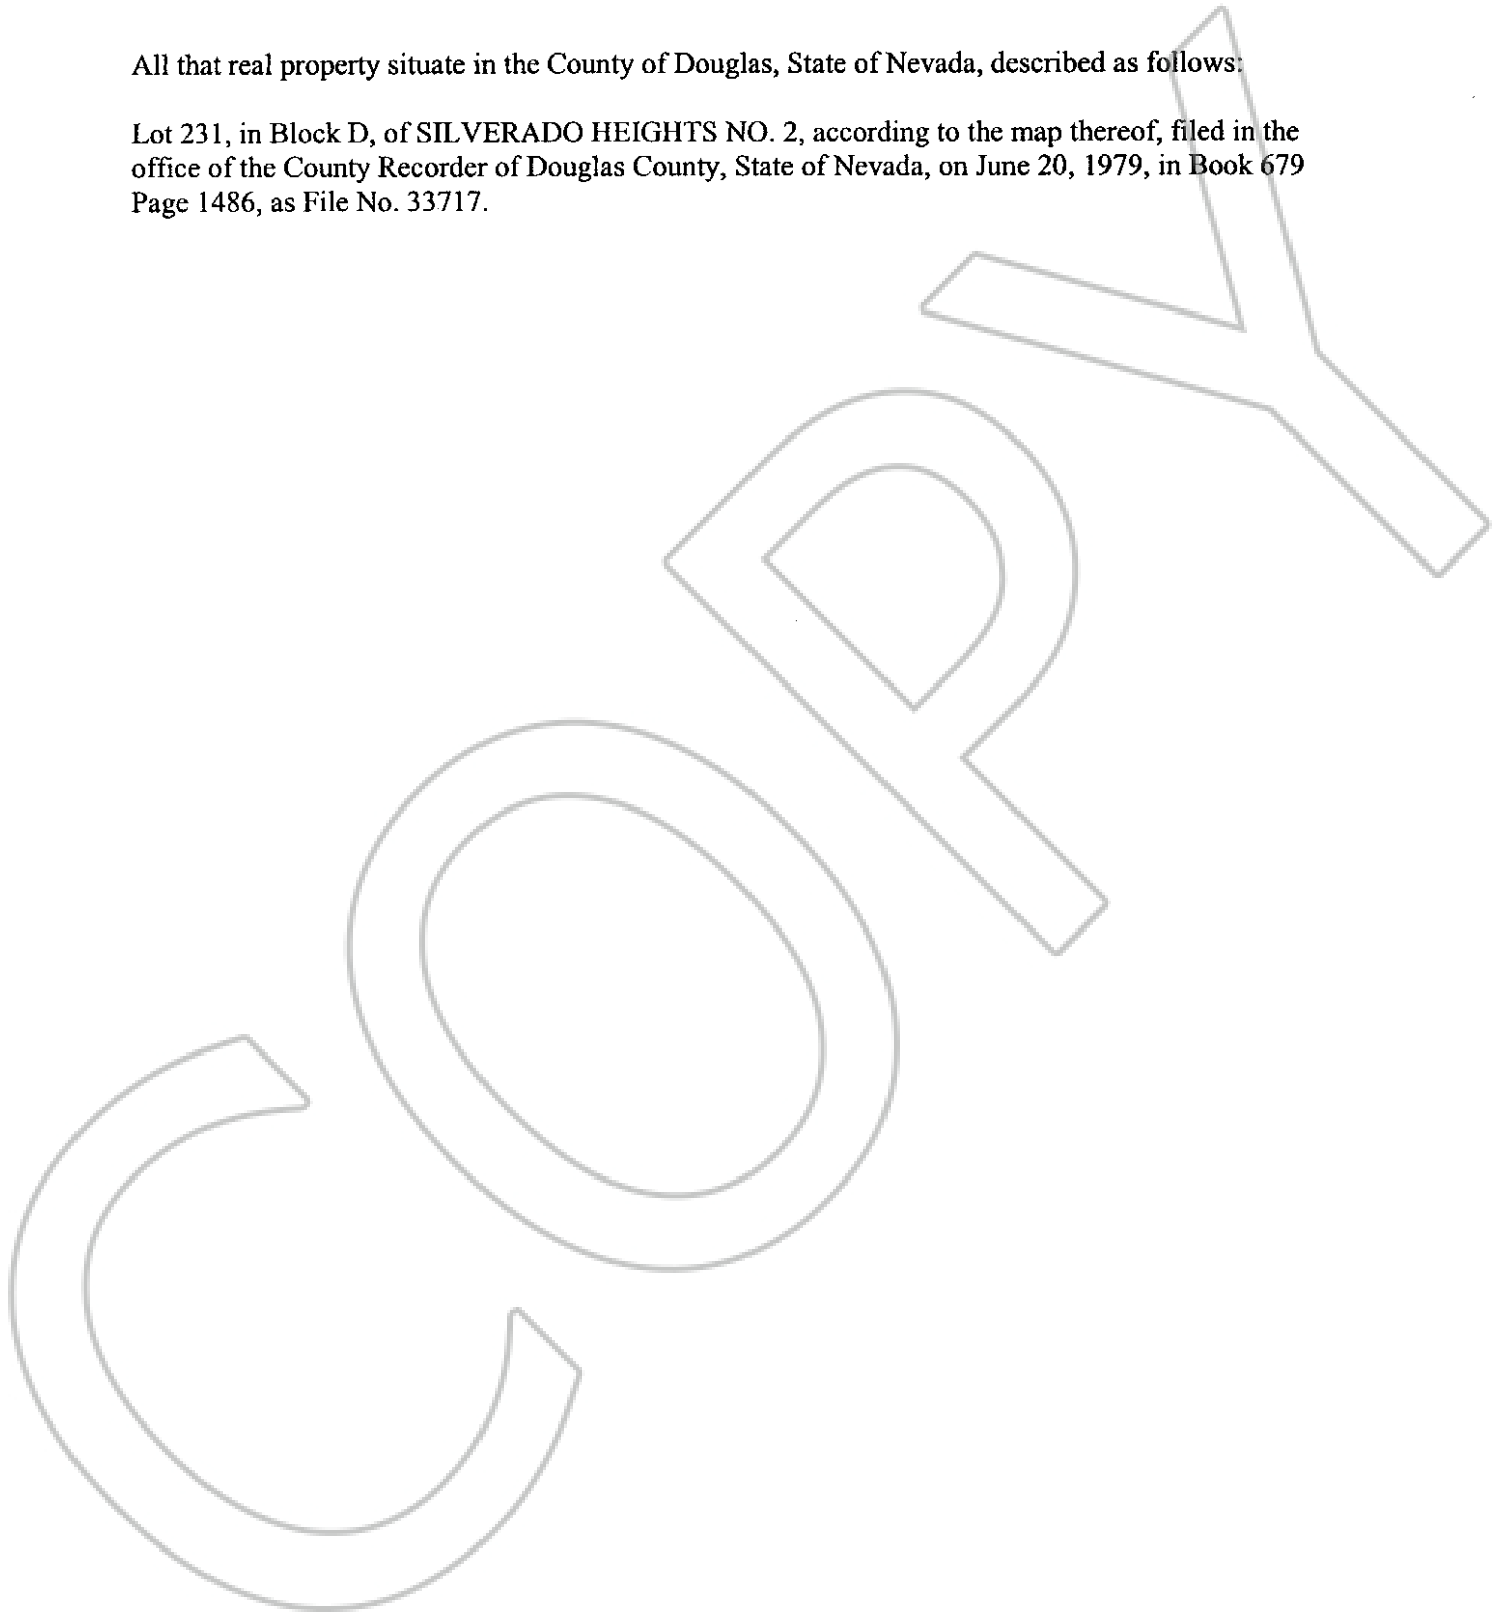 All that real property situate in the County of Douglas, State of Nevada, described as follows:
Lot 231, in Block D, of SILVERADO HEIGHTS NO. 2, according to the map thereof, filed in the
office of the County Recorder of Douglas County, State of Nevada, on June 20, 1979, in Book 679
Page 1486, as File No. 33717.
COPY